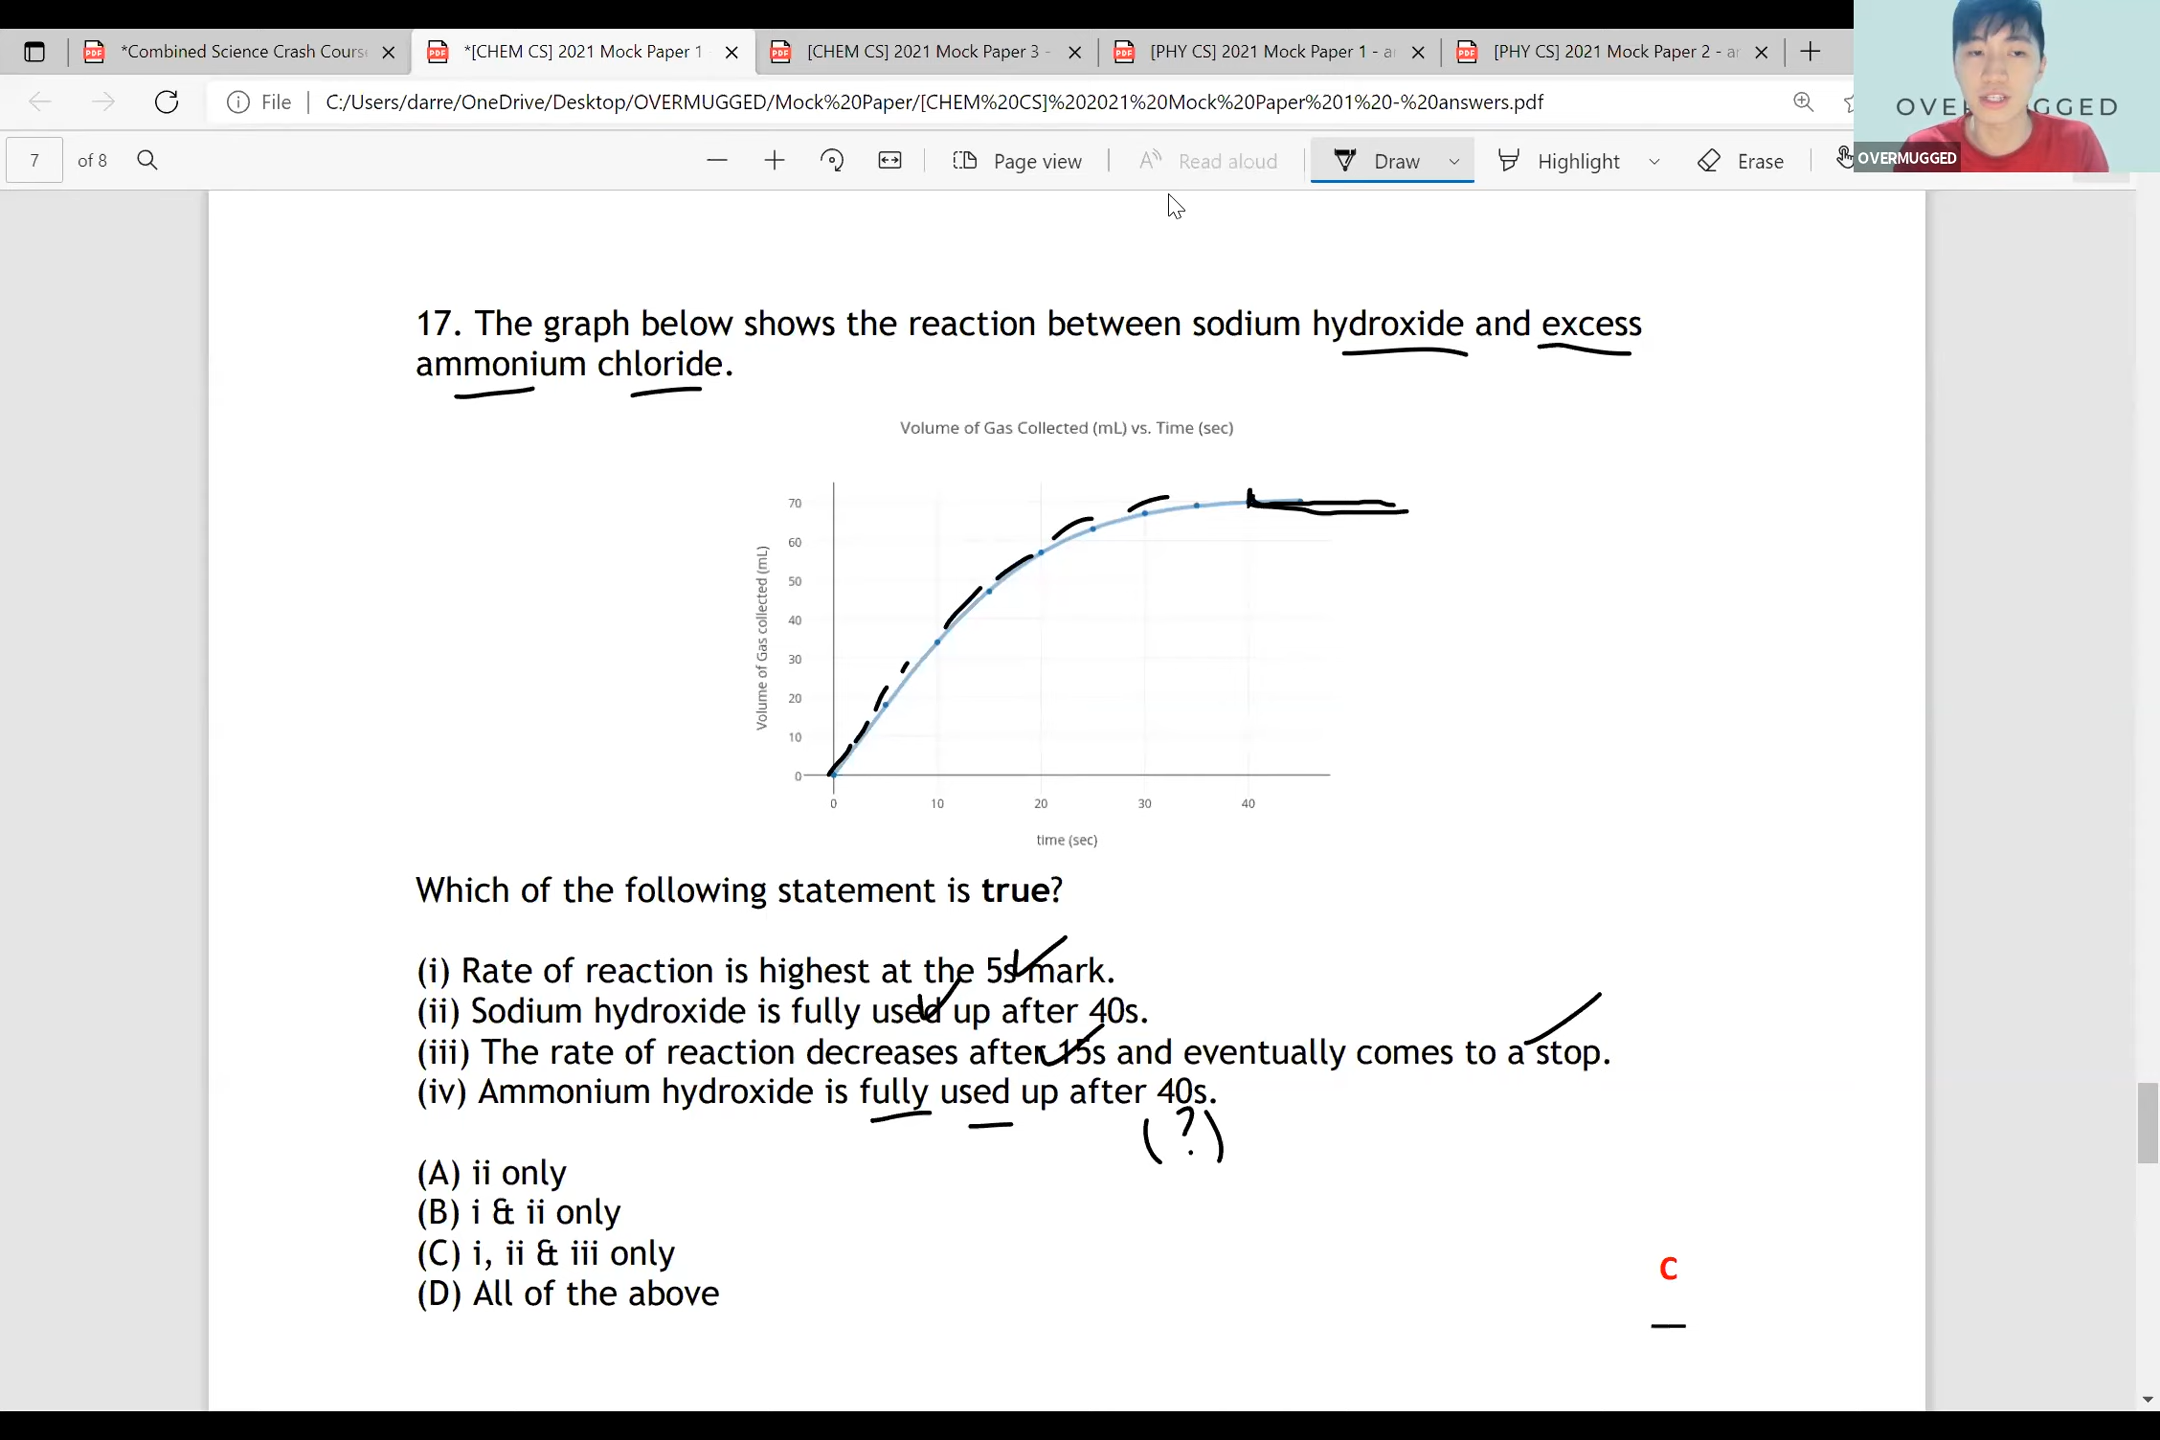 *Combined Science Crash Cours
*[CHEM CS] 2021 Mock Paper 1
[CHEM CS] 2021 Mock Paper 3 -
[PHY CS] 2021 Mock Paper 1 - a
[PHY CS] 2021 Mock Paper 2 - a
File
C:/Users/darre/OneDrive/Desktop/OVERMUGGED/Mock%20Paper/[CHEM%20CS]%202021%20Mock%20Paper%201%20-%20answers.pdf
7 of 8
Page view
Read aloud
Draw
Highlight
Erase
OVERMUGGED
17. The graph below shows the reaction between sodium hydroxide and excess
ammonium chloride.
Volume of Gas Collected (mL) vs. Time (sec)
Volume of Gas collected (mL)
70
60
50
40
30
20
10
0
0 10 20 30 40
time (sec)
Which of the following statement is true?
(i) Rate of reaction is highest at the 5s mark.
(ii) Sodium hydroxide is fully used up after 40s.
(iii) The rate of reaction decreases after 15s and eventually comes to a stop.
(iv) Ammonium hydroxide is fully used up after 40s.
(?)
(A) ii only
(B) i & ii only
(C) i, ii & iii only
(D) All of the above
C